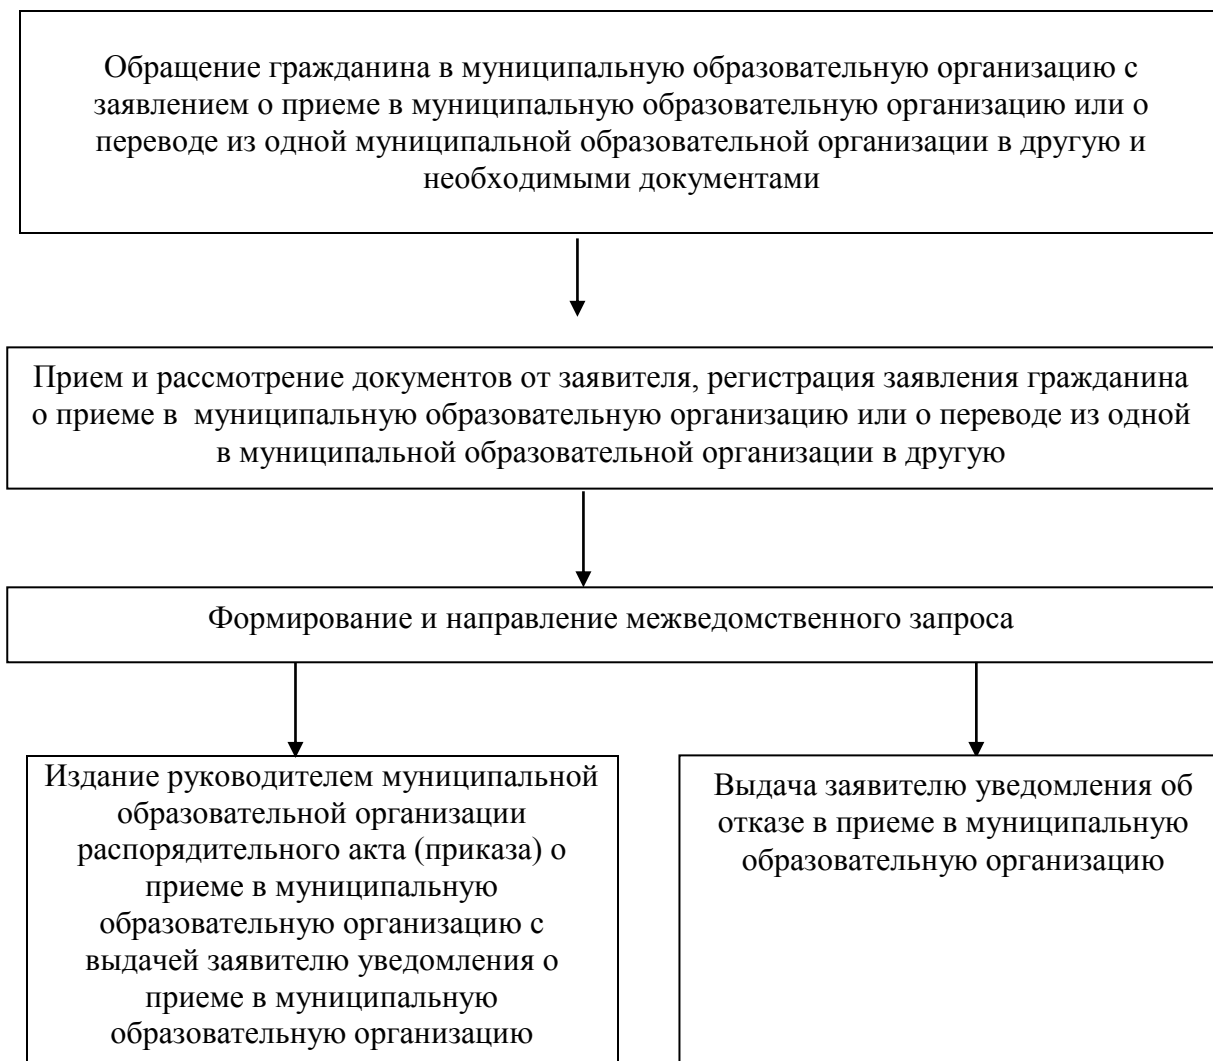 Обращение гражданина в муниципальную образовательную организацию с
заявлением о приеме в муниципальную образовательную организацию или о
переводе из одной муниципальной образовательной организации в другую и
необходимыми документами
Прием и рассмотрение документов от заявителя, регистрация заявления гражданина
о приеме в  муниципальную образовательную организацию или о переводе из одной
в муниципальной образовательной организации в другую
Формирование и направление межведомственного запроса
Издание руководителем муниципальной
образовательной организации
распорядительного акта (приказа) о
приеме в муниципальную
образовательную организацию с
выдачей заявителю уведомления о
приеме в муниципальную
образовательную организацию
Выдача заявителю уведомления об
отказе в приеме в муниципальную
образовательную организацию